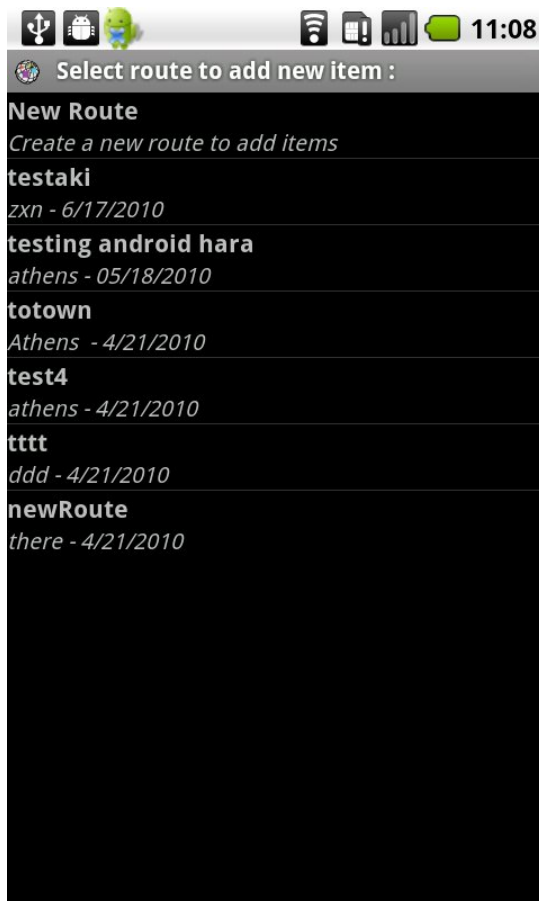 11:08
Select route to add new item :
New Route
Create a new route to add items
testaki
zxn - 6/17/2010
testing android hara
athens - 05/18/2010
totown
Athens  - 4/21/2010
test4
athens - 4/21/2010
tttt
ddd - 4/21/2010
newRoute
there - 4/21/2010